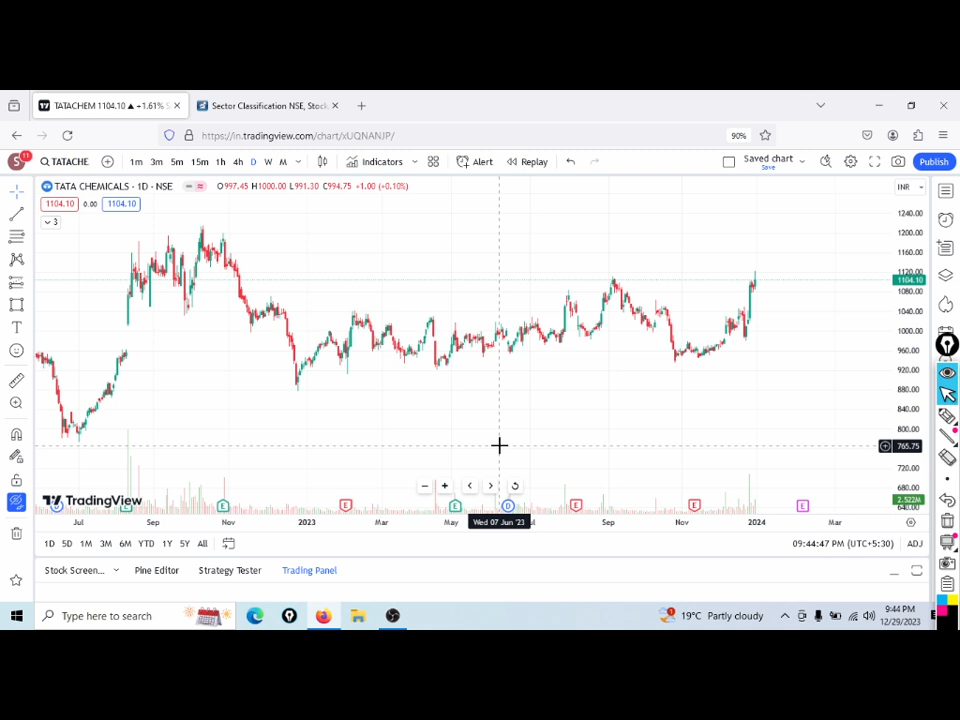 TATACHEM 1104.10 ▲ +1.61% S
Sector Classification NSE, Stock
https://in.tradingview.com/chart/xUQNANJP/
90%
S 11 TATACHE 1m 3m 5m 15m 1h 4h D W M Indicators Alert Replay Saved chart Save Publish
TATA CHEMICALS · 1D · NSE O997.45 H1000.00 L991.30 C994.75 +1.00 (+0.10%) INR
1104.10 0.00 1104.10
3
1240.00
1200.00
1160.00
1120.00
1104.10
1080.00
1040.00
1000.00
960.00
920.00
880.00
840.00
800.00
765.75
720.00
680.00
2.522M
640.00
TradingView
D E E E E D E E E
Jul Sep Nov 2023 Mar May Wed 07 Jun '23 Sep Nov 2024 Mar
1D 5D 1M 3M 6M YTD 1Y 5Y All 09:44:47 PM (UTC+5:30) ADJ
Stock Screen... Pine Editor Strategy Tester Trading Panel
Type here to search 19°C Partly cloudy 9:44 PM
12/29/2023